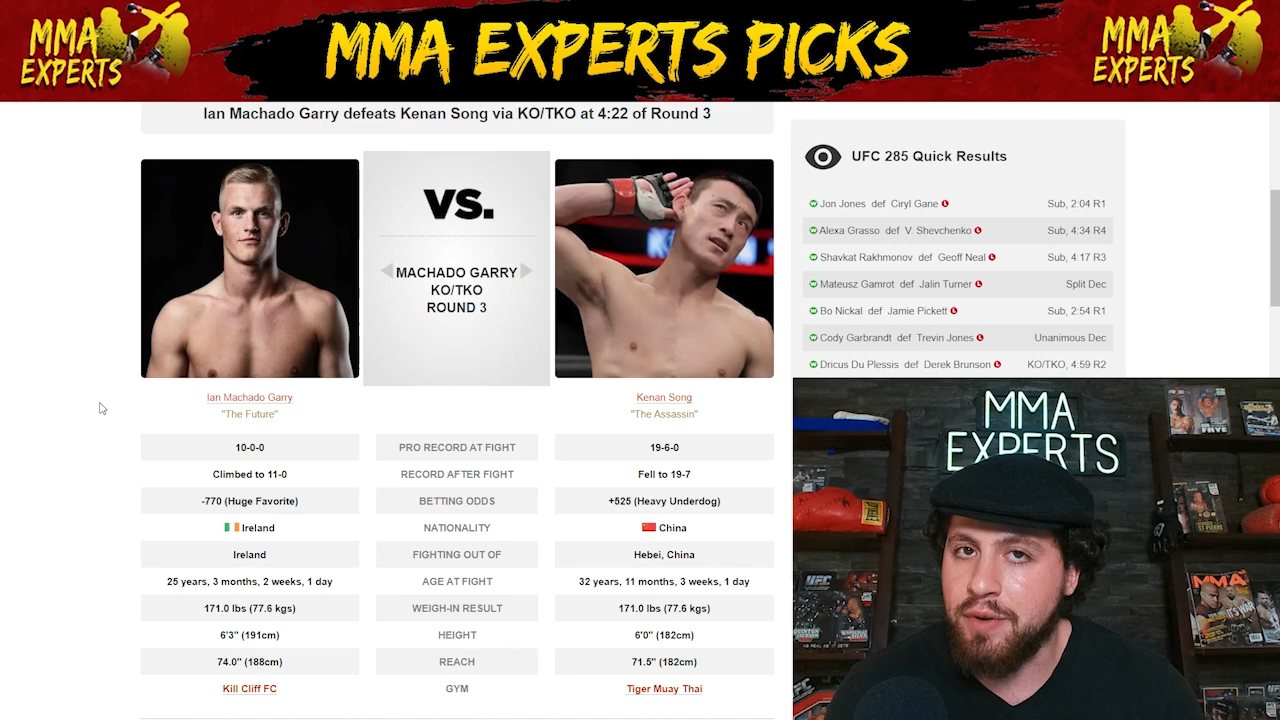 MMA
EXPERTS
MMA EXPERTS PICKS
MMA
EXPERTS
Ian Machado Garry defeats Kenan Song via KO/TKO at 4:22 of Round 3
VS.
MACHADO GARRY
KO/TKO
ROUND 3
Ian Machado Garry
"The Future"
Kenan Song
"The Assassin"
10-0-0 PRO RECORD AT FIGHT 19-6-0
Climbed to 11-0 RECORD AFTER FIGHT Fell to 19-7
-770 (Huge Favorite) BETTING ODDS +525 (Heavy Underdog)
Ireland NATIONALITY China
Ireland FIGHTING OUT OF Hebei, China
25 years, 3 months, 2 weeks, 1 day AGE AT FIGHT 32 years, 11 months, 3 weeks, 1 day
171.0 lbs (77.6 kgs) WEIGH-IN RESULT 171.0 lbs (77.6 kgs)
6'3" (191cm) HEIGHT 6'0" (182cm)
74.0" (188cm) REACH 71.5" (182cm)
Kill Cliff FC GYM Tiger Muay Thai
UFC 285 Quick Results
W Jon Jones def Ciryl Gane L Sub, 2:04 R1
W Alexa Grasso def V. Shevchenko L Sub, 4:34 R4
W Shavkat Rakhmonov def Geoff Neal L Sub, 4:17 R3
W Mateusz Gamrot def Jalin Turner L Split Dec
W Bo Nickal def Jamie Pickett L Sub, 2:54 R1
W Cody Garbrandt def Trevin Jones L Unanimous Dec
W Dricus Du Plessis def Derek Brunson L KO/TKO, 4:59 R2
MMA
EXPERTS
UFC
MMA
UFC